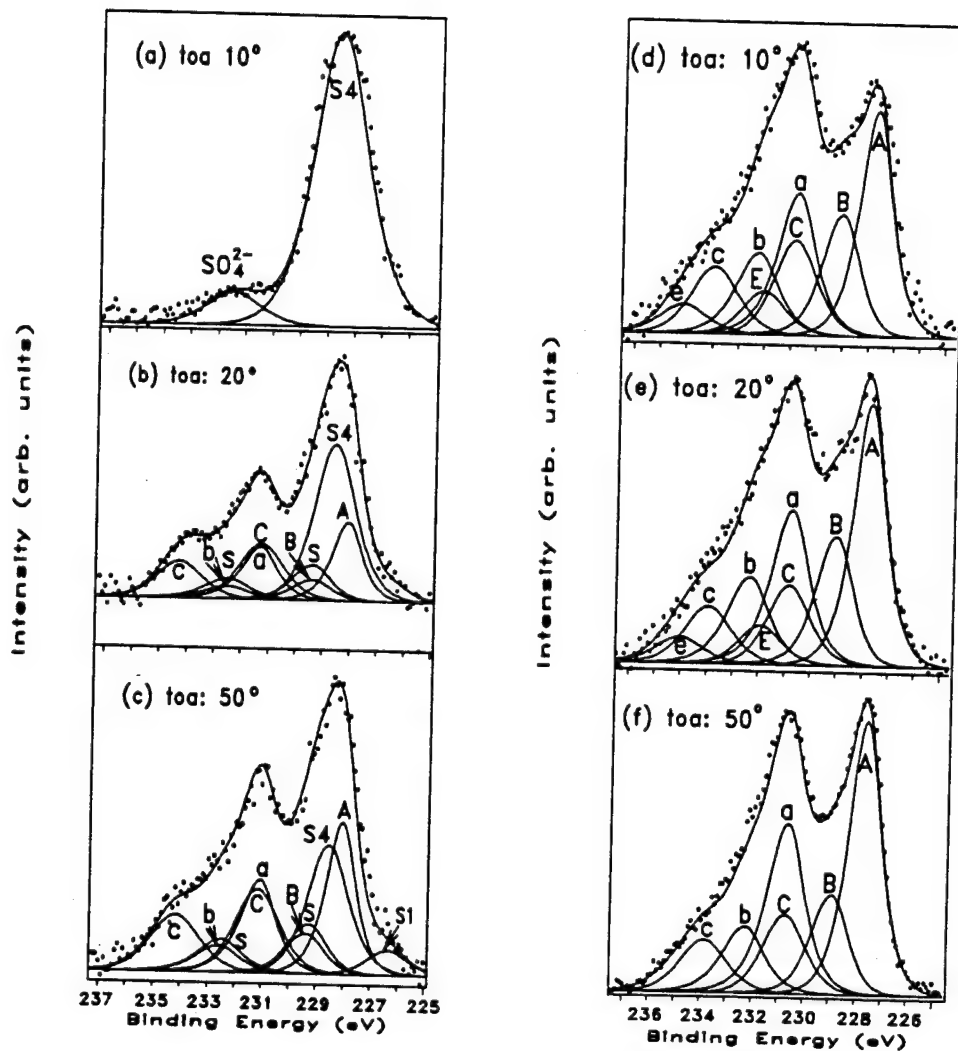 (a) toa 10°
S4
SO₄²⁻
(b) toa: 20°
S4
A
C
a
B
S
b
S
c
(c) toa: 50°
A
S4
a
C
B
S
b
S
c
S1
237 235 233 231 229 227 225
Binding Energy (eV)
Intensity (arb. units)
(d) toa: 10°
A
B
a
C
b
E
c
e
(e) toa: 20°
A
B
a
C
b
E
c
e
(f) toa: 50°
A
B
a
C
b
c
236 234 232 230 228 226
Binding Energy (eV)
Intensity (arb. units)